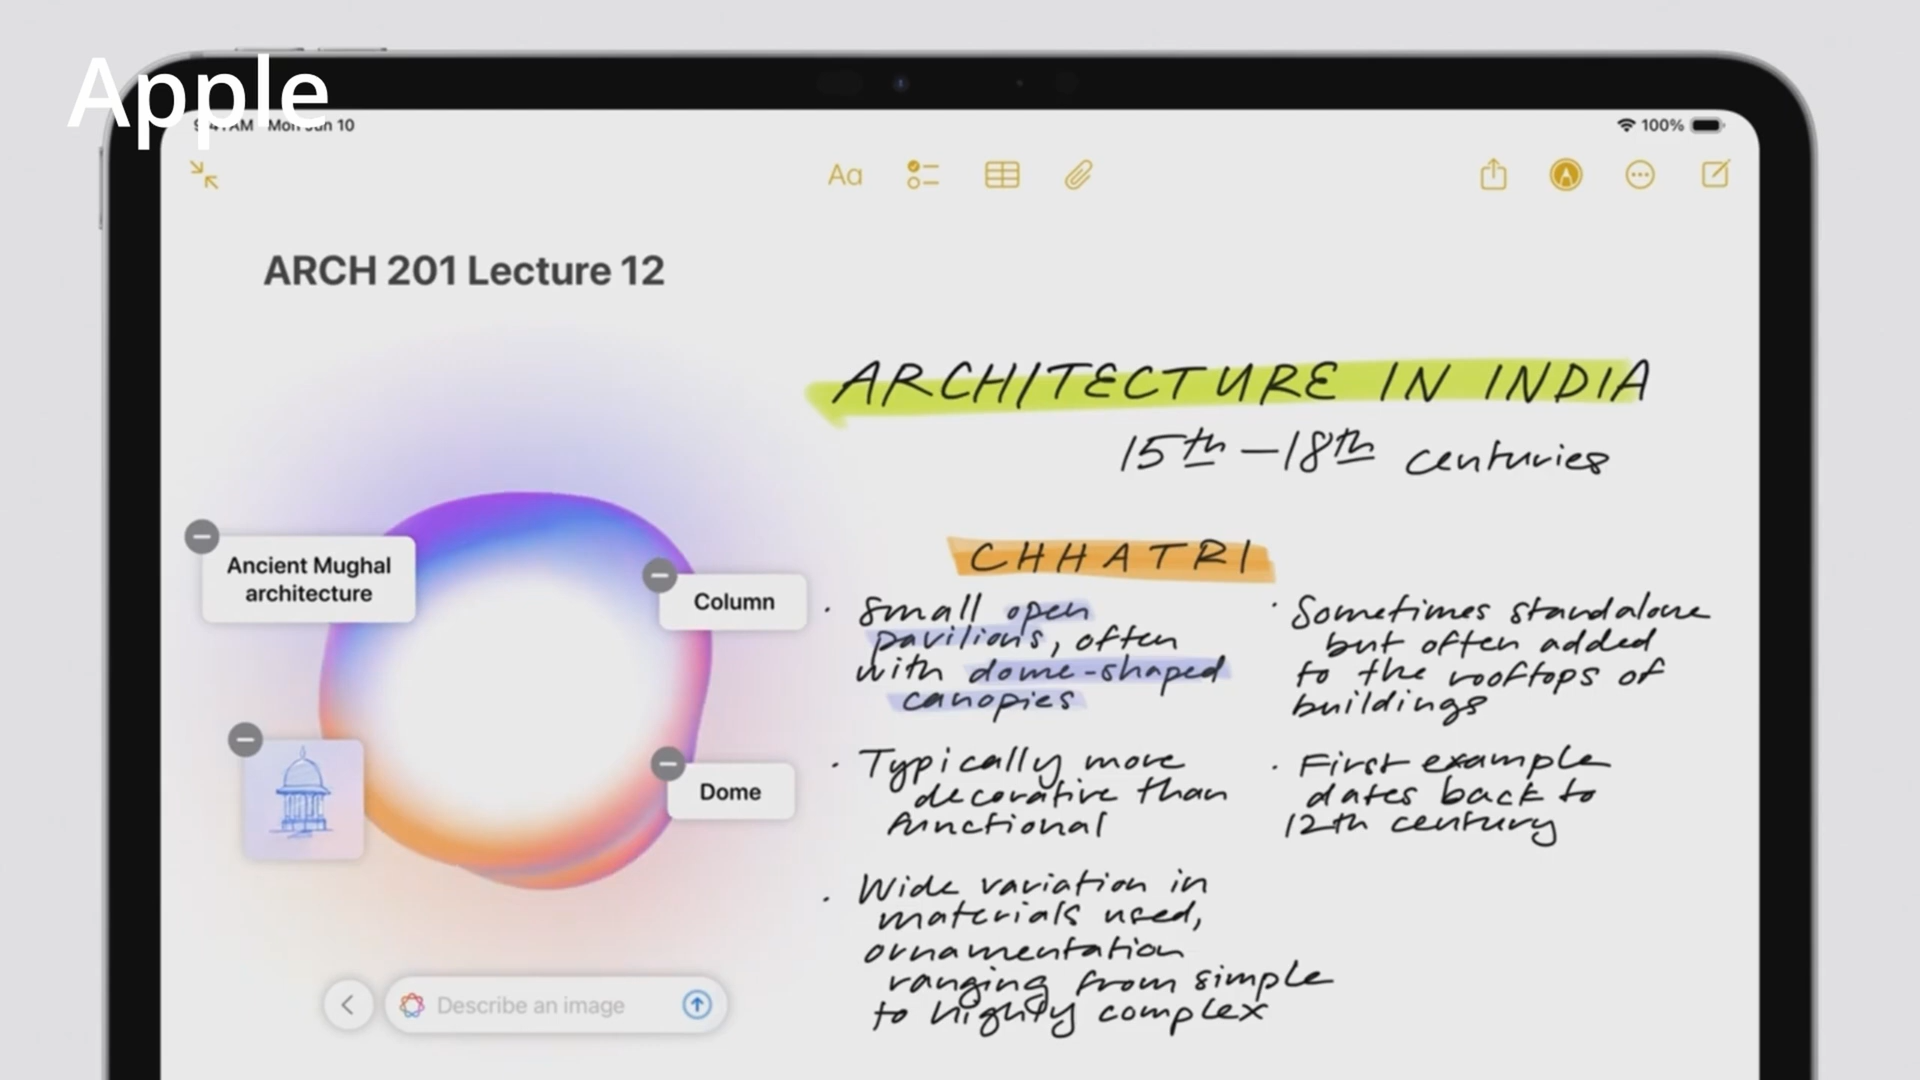 Apple
9:41 AM Mon Jun 10
100%
Aa
ARCH 201 Lecture 12
ARCHITECTURE IN INDIA
15th - 18th centuries
Ancient Mughal
architecture
Column
Dome
Describe an image
CHHATRI
· Small open
pavilions, often
with dome-shaped
canopies
· Typically more
decorative than
functional
· Wide variation in
materials used,
ornamentation
ranging from simple
to highly complex
· Sometimes standalone
but often added
to the rooftops of
buildings
· First example
dates back to
12th century